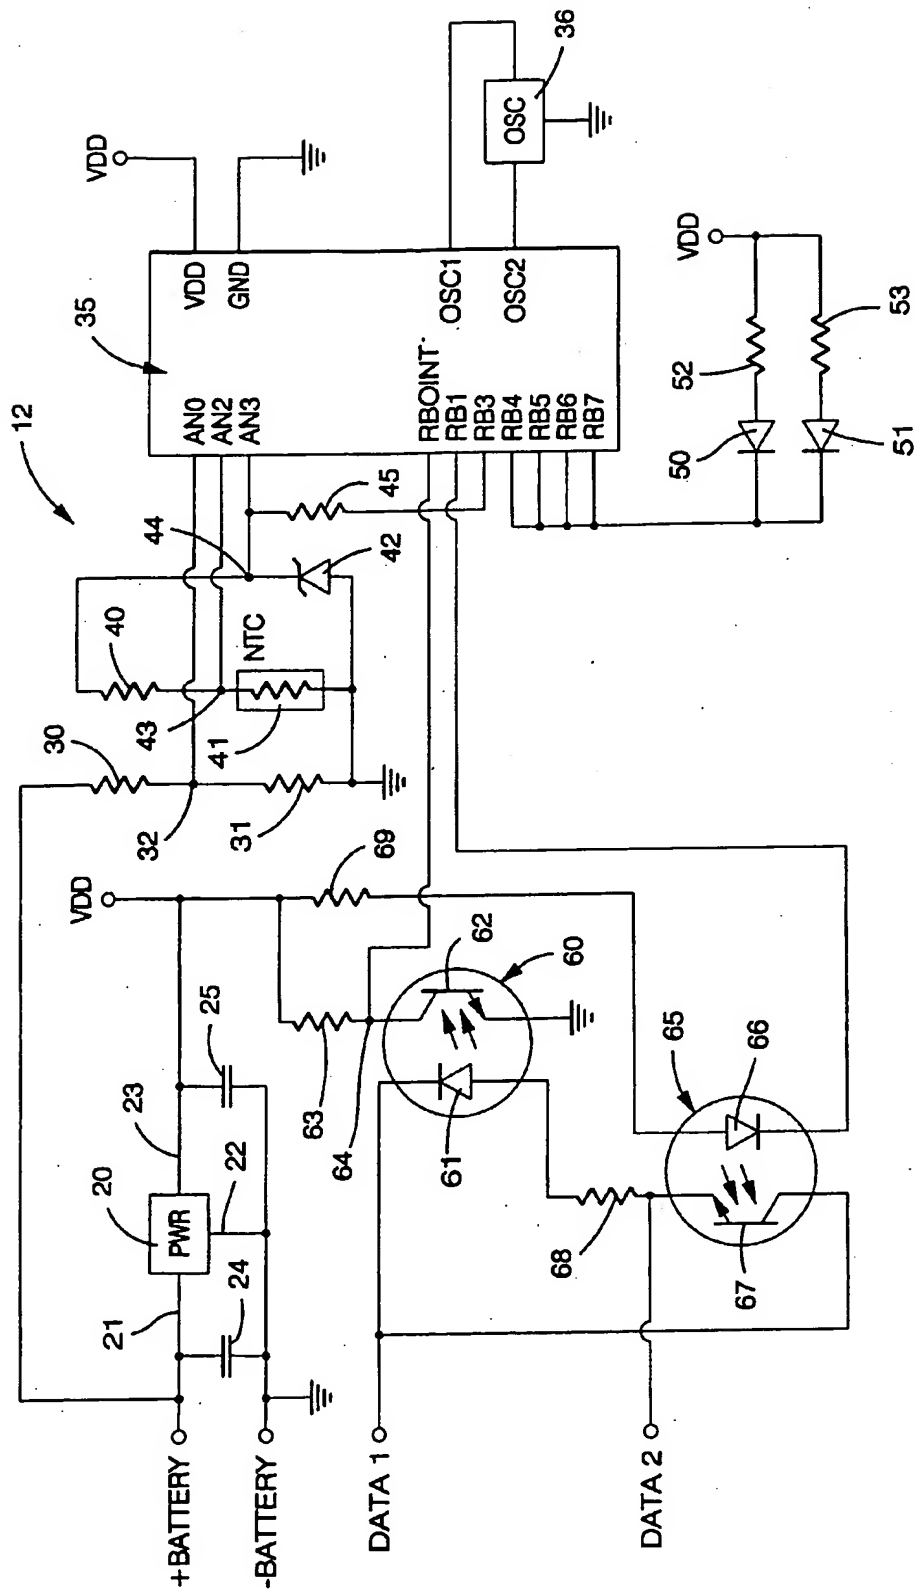 12
30
40
35
VDD
VDD
20
21
23
44
32
+BATTERY
PWR
25
43
AN0
VDD
22
24
41
NTC
AN2
GND
31
AN3
-BATTERY
63
69
42
45
64
DATA 1
RBOINT
61
RB1
OSC1
62
RB3
RB4
OSC2
OSC
RB5
68
60
RB6
36
RB7
DATA 2
65
50
52
VDD
67
66
51
53